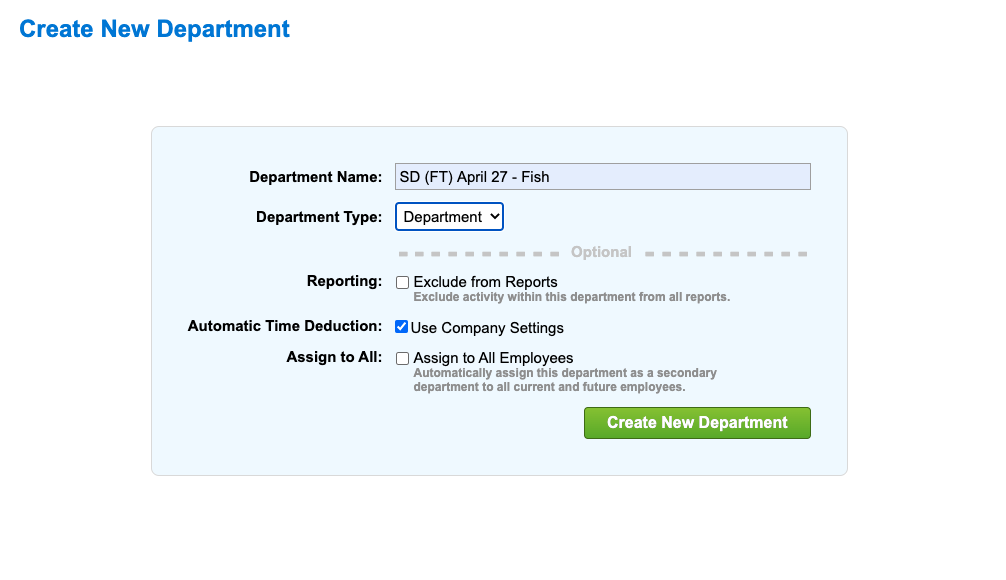 Create New Department
Department Name: SD (FT) April 27 - Fish
Department Type: Department
Optional
Reporting: Exclude from Reports
Exclude activity within this department from all reports.
Automatic Time Deduction: Use Company Settings
Assign to All: Assign to All Employees
Automatically assign this department as a secondary
department to all current and future employees.
Create New Department